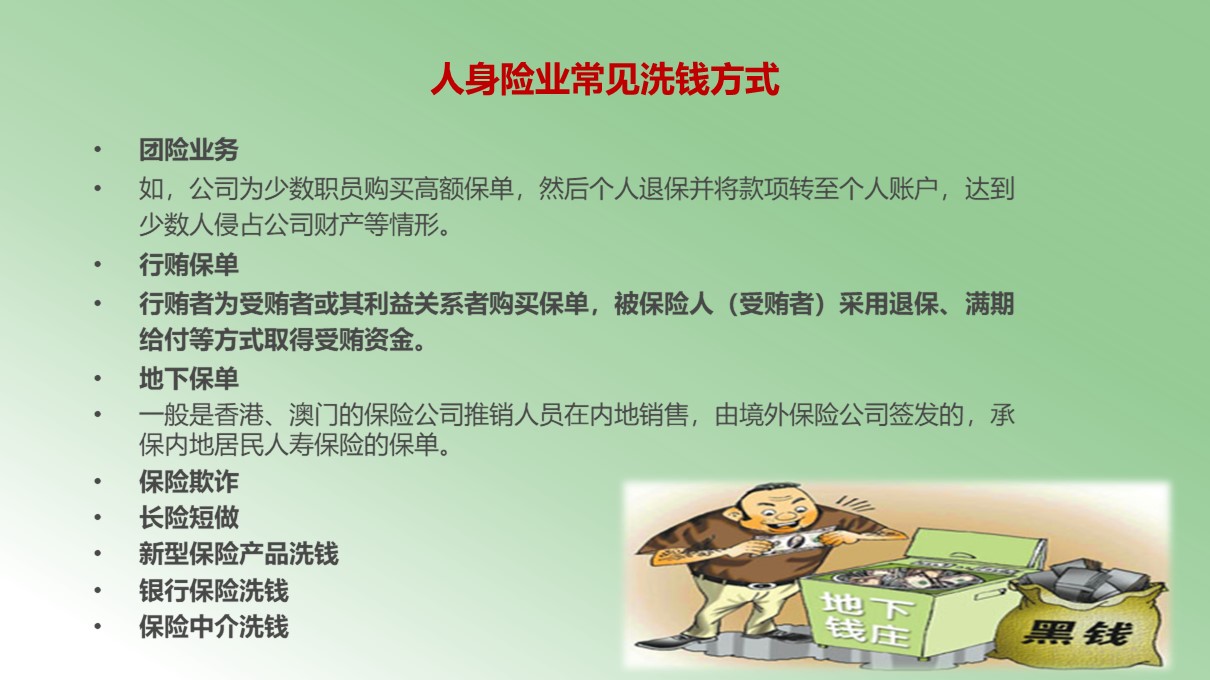 人身险业常见洗钱方式
• 团险业务
• 如，公司为少数职员购买高额保单，然后个人退保并将款项转至个人账户，达到
少数人侵占公司财产等情形。
• 行贿保单
• 行贿者为受贿者或其利益关系者购买保单，被保险人（受贿者）采用退保、满期
给付等方式取得受贿资金。
• 地下保单
• 一般是香港、澳门的保险公司推销人员在内地销售，由境外保险公司签发的，承
保内地居民人寿保险的保单。
• 保险欺诈
• 长险短做
• 新型保险产品洗钱
• 银行保险洗钱
• 保险中介洗钱
地下
钱庄
黑钱